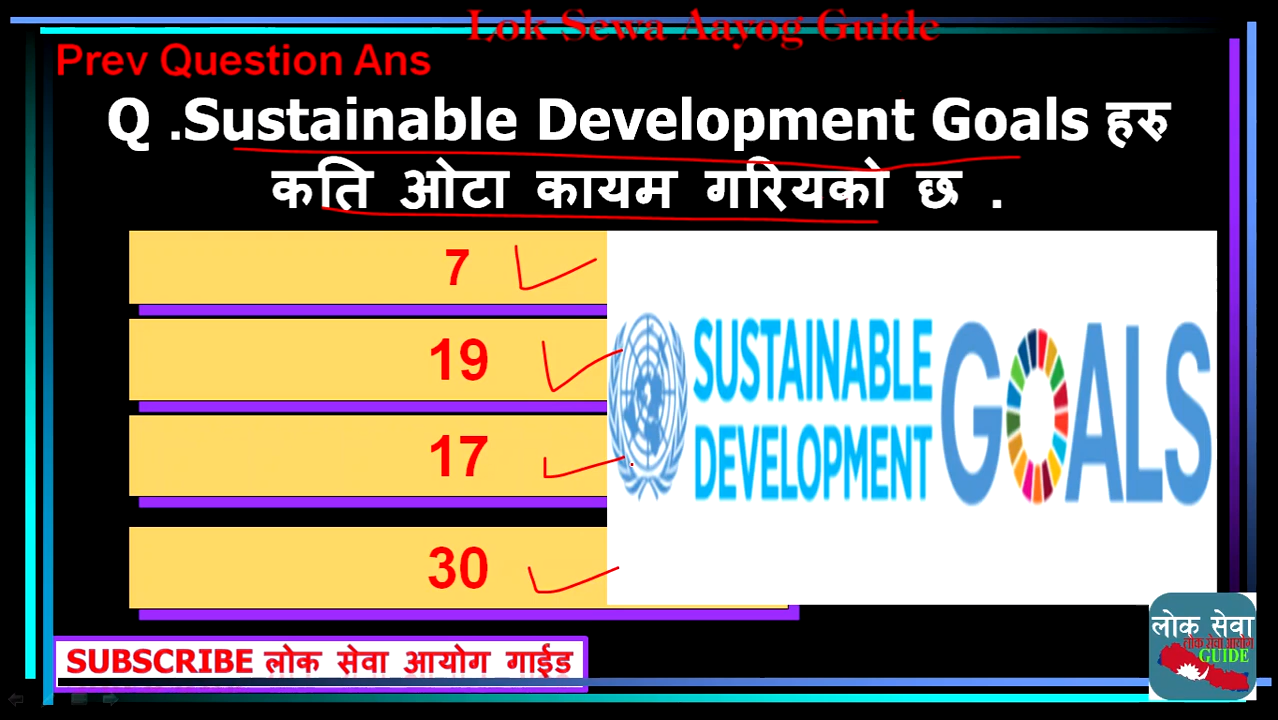 Lok Sewa Aayog Guide
Prev Question Ans
Q .Sustainable Development Goals हरु
कति ओटा कायम गरियको छ .
7
19
17
30
SUSTAINABLE
DEVELOPMENT
GOALS
SUBSCRIBE लोक सेवा आयोग गाईड
लोक सेवा
लोक सेवा आयोग
GUIDE